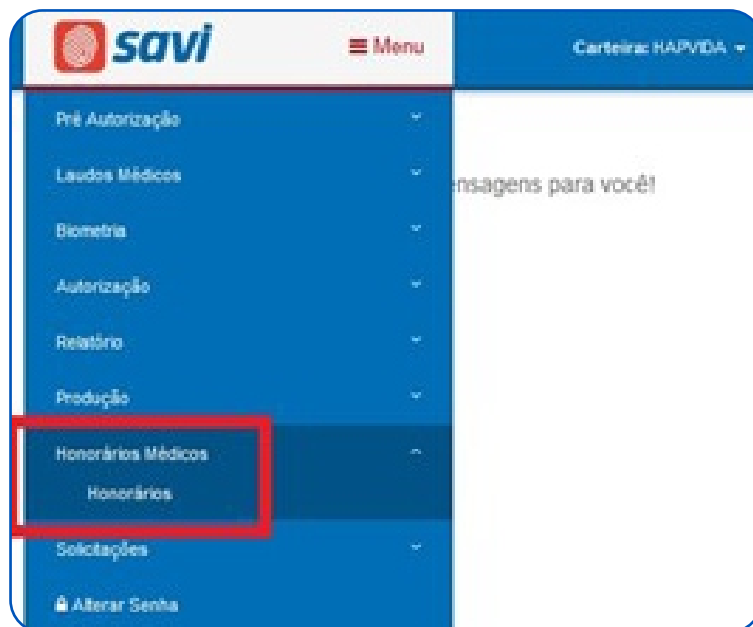 savi
Menu
Carteira: HAPVIDA
Pré Autorização
Laudos Médicos
ensagens para você!
Biometria
Autorização
Relatório
Produção
Honorários Médicos
Honorários
Solicitações
Alterar Senha